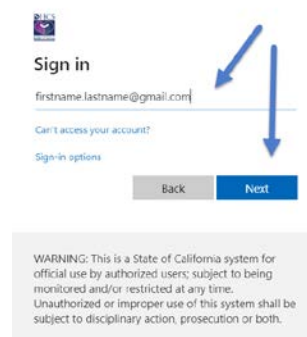 DHCS
Sign in
firstname.lastname@gmail.com
Can't access your account?
Sign-in options
Back
Next
WARNING: This is a State of California system for
official use by authorized users; subject to being
monitored and/or restricted at any time.
Unauthorized or improper use of this system shall be
subject to disciplinary action, prosecution or both.